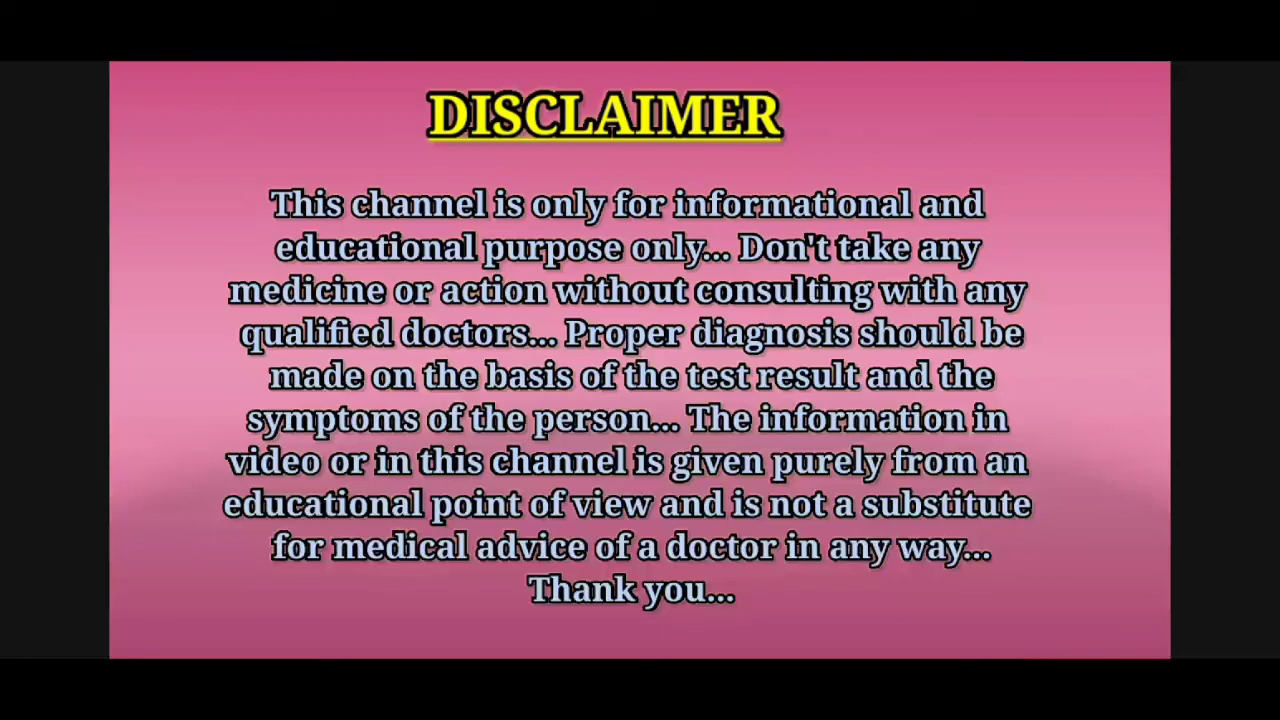 DISCLAIMER
This channel is only for informational and
educational purpose only... Don't take any
medicine or action without consulting with any
qualified doctors... Proper diagnosis should be
made on the basis of the test result and the
symptoms of the person... The information in
video or in this channel is given purely from an
educational point of view and is not a substitute
for medical advice of a doctor in any way...
Thank you...